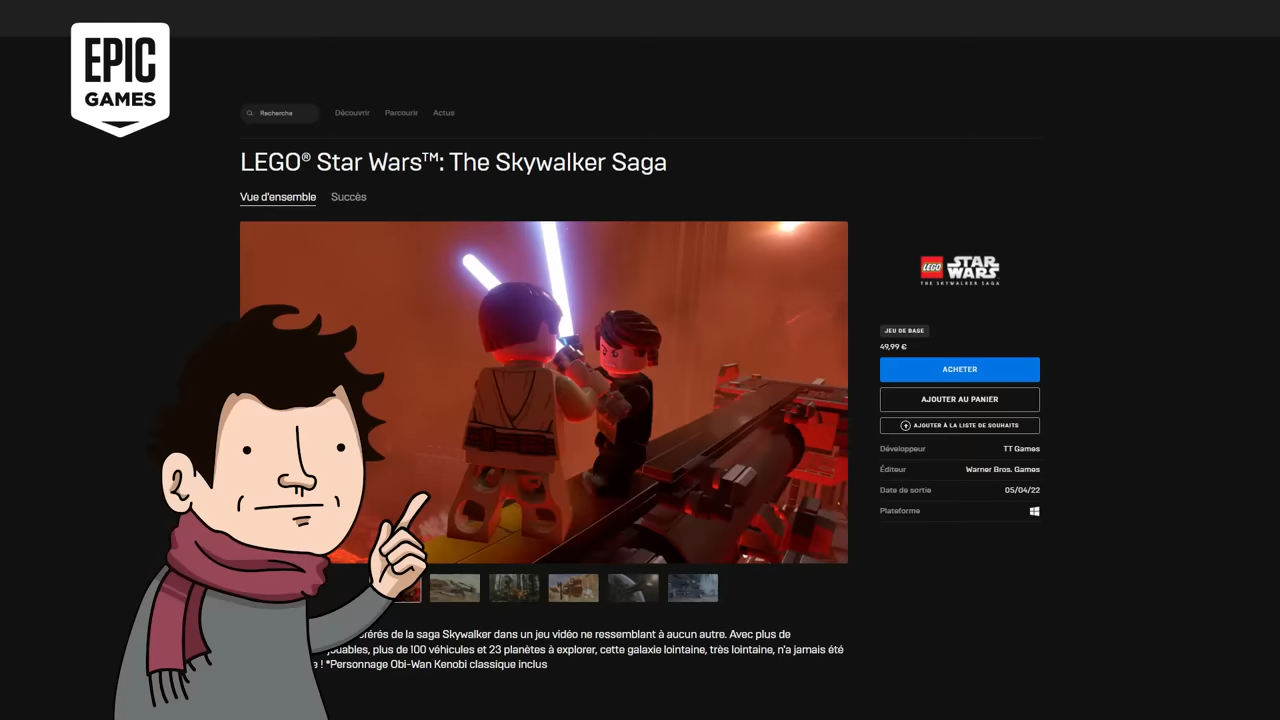 EPIC
GAMES
Recherche
Découvrir
Parcourir
Actus
LEGO® Star Wars™: The Skywalker Saga
Vue d'ensemble
Succès
LEGO STAR WARS
THE SKYWALKER SAGA
JEU DE BASE
49,99 €
ACHETER
AJOUTER AU PANIER
AJOUTER À LA LISTE DE SOUHAITS
Développeur TT Games
Éditeur Warner Bros. Games
Date de sortie 05/04/22
Plateforme
de la saga Skywalker dans un jeu vidéo ne ressemblant à aucun autre. Avec plus de
plus de 100 véhicules et 23 planètes à explorer, cette galaxie lointaine, très lointaine, n'a jamais été
! *Personnage Obi-Wan Kenobi classique inclus